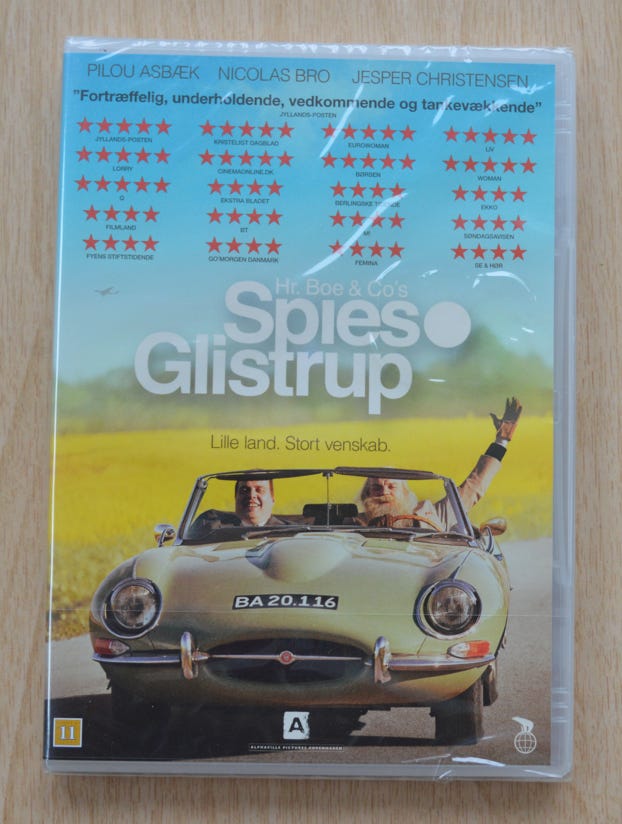 PILOU ASBÆK NICOLAS BRO JESPER CHRISTENSEN
"Fortræffelig, underholdende, vedkommende og tankevækkende"
JYLLANDS-POSTEN
JYLLANDS-POSTEN KRISTELIGT DAGBLAD EUROWOMAN LIV
LORRY CINEMAONLINE.DK BØRSEN WOMAN
Q EKSTRA BLADET BERLINGSKE TIDENDE EKKO
FILMLAND BT M! SØNDAGSAVISEN
FYENS STIFTSTIDENDE GO'MORGEN DANMARK FEMINA SE & HØR
Hr. Boe & Co's
Spies
Glistrup
Lille land. Stort venskab.
BA 20.116
11
A
ALPHAVILLE PICTURES COPENHAGEN